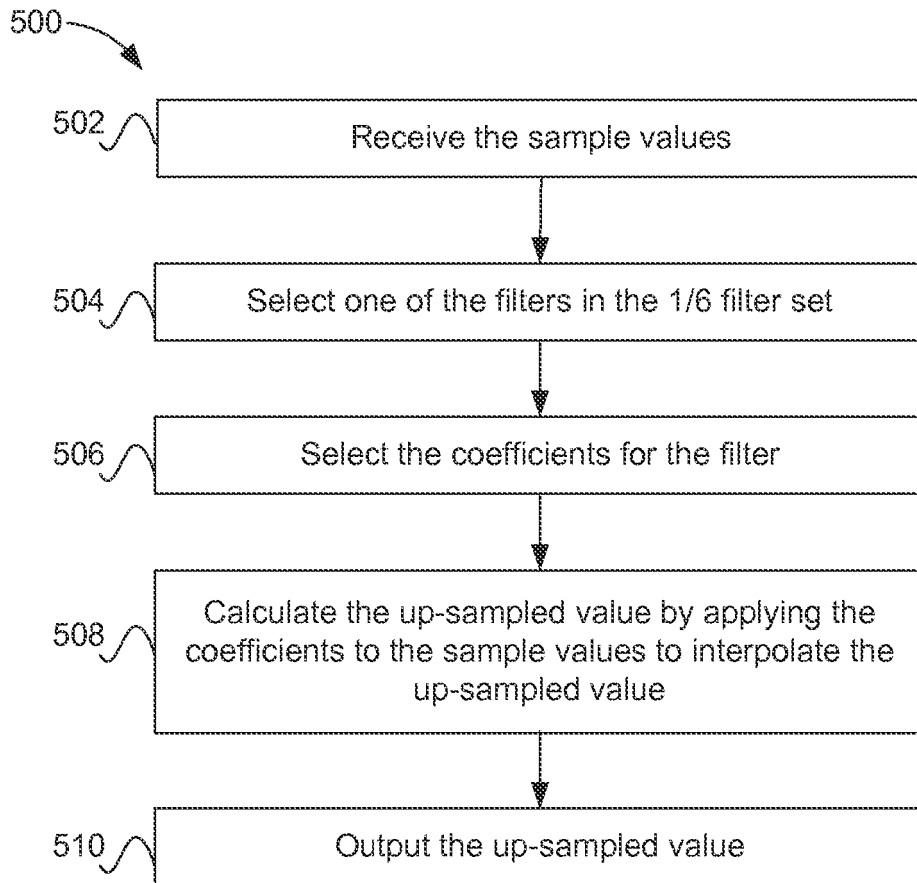 500
502
Receive the sample values
504
Select one of the filters in the 1/6 filter set
506
Select the coefficients for the filter
508
Calculate the up-sampled value by applying the
coefficients to the sample values to interpolate the
up-sampled value
510
Output the up-sampled value